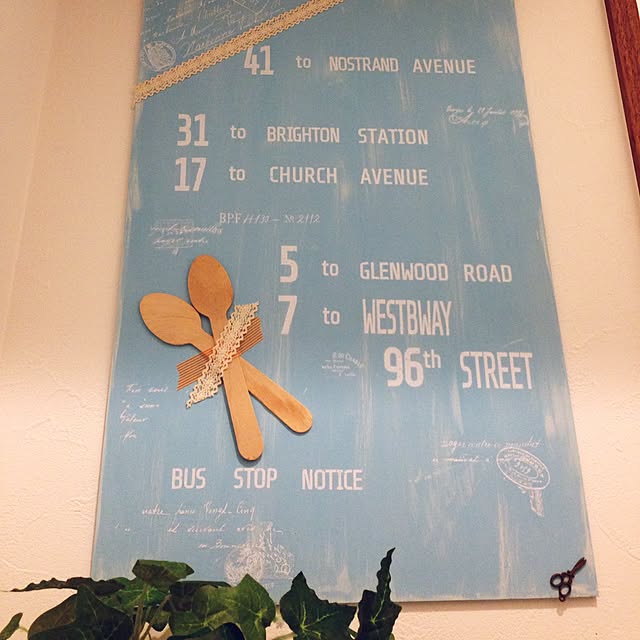 41 to NOSTRAND AVENUE
31 to BRIGHTON STATION
17 to CHURCH AVENUE
B.P.F
5 to GLENWOOD ROAD
7 to WESTBWAY
96th STREET
BUS STOP NOTICE